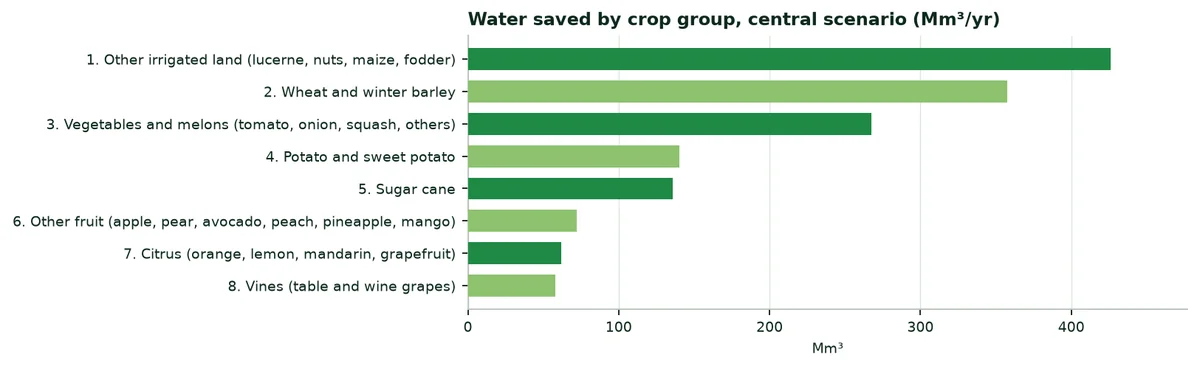 Water saved by crop group, central scenario (Mm³/yr)
1. Other irrigated land (lucerne, nuts, maize, fodder)
2. Wheat and winter barley
3. Vegetables and melons (tomato, onion, squash, others)
4. Potato and sweet potato
5. Sugar cane
6. Other fruit (apple, pear, avocado, peach, pineapple, mango)
7. Citrus (orange, lemon, mandarin, grapefruit)
8. Vines (table and wine grapes)
0 100 200 300 400
Mm³